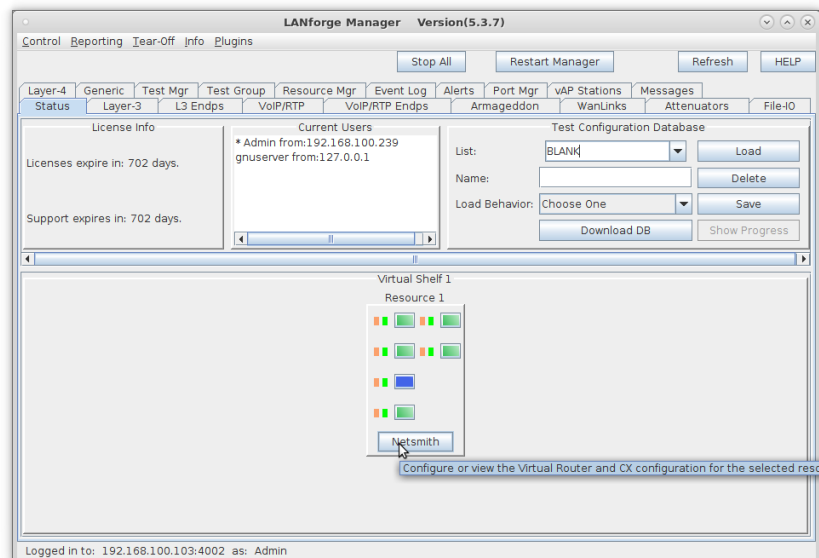 LANforge Manager Version(5.3.7)
Control Reporting Tear-Off Info Plugins
Stop All Restart Manager Refresh HELP
Layer-4 Generic Test Mgr Test Group Resource Mgr Event Log Alerts Port Mgr vAP Stations Messages
Status Layer-3 L3 Endps VoIP/RTP VoIP/RTP Endps Armageddon WanLinks Attenuators File-IO
License Info
Licenses expire in: 702 days.
Support expires in: 702 days.
Current Users
* Admin from:192.168.100.239
gnuserver from:127.0.0.1
Test Configuration Database
List: BLANK Load
Name: Delete
Load Behavior: Choose One Save
Download DB Show Progress
Virtual Shelf 1
Resource 1
Netsmith
Configure or view the Virtual Router and CX configuration for the selected reso
Logged in to: 192.168.100.103:4002 as: Admin